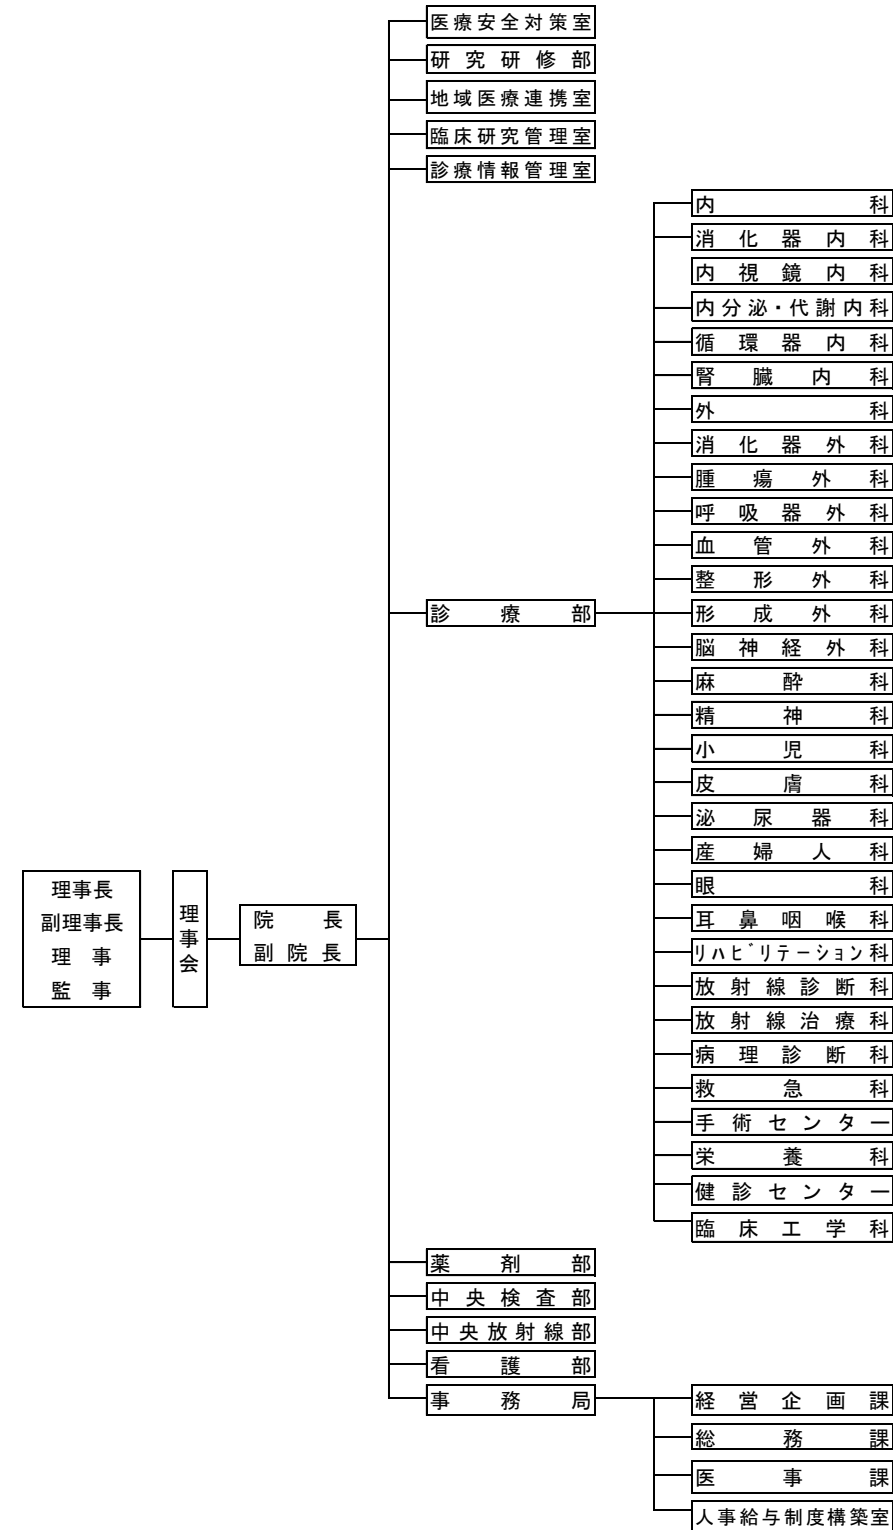 医療安全対策室
研究研修部
地域医療連携室
臨床研究管理室
診療情報管理室
内科
消化器内科
内視鏡内科
内分泌・代謝内科
循環器内科
腎臓内科
外科
消化器外科
腫瘍外科
呼吸器外科
血管外科
整形外科
診療部
形成外科
脳神経外科
麻酔科
精神科
小児科
皮膚科
泌尿器科
産婦人科
眼科
耳鼻咽喉科
リハビリテーション科
放射線診断科
放射線治療科
病理診断科
救急科
手術センター
栄養科
健診センター
臨床工学科
理事長
副理事長
理事
監事
理事会
院長
副院長
薬剤部
中央検査部
中央放射線部
看護部
事務局
経営企画課
総務課
医事課
人事給与制度構築室